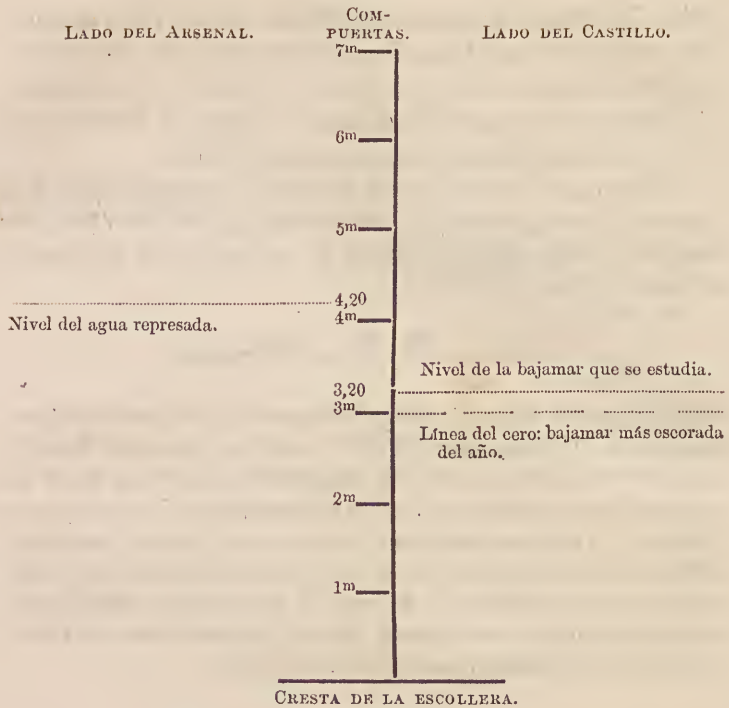 COM-
LADO DEL ARSENAL. PUERTAS. LADO DEL CASTILLO.
7m
6m
5m
4,20
Nivel del agua represada. 4m
Nivel de la bajamar que se estudia.
3,20
3m
Línea del cero: bajamar más escorada
del año.
2m
1m
CRESTA DE LA ESCOLLERA.